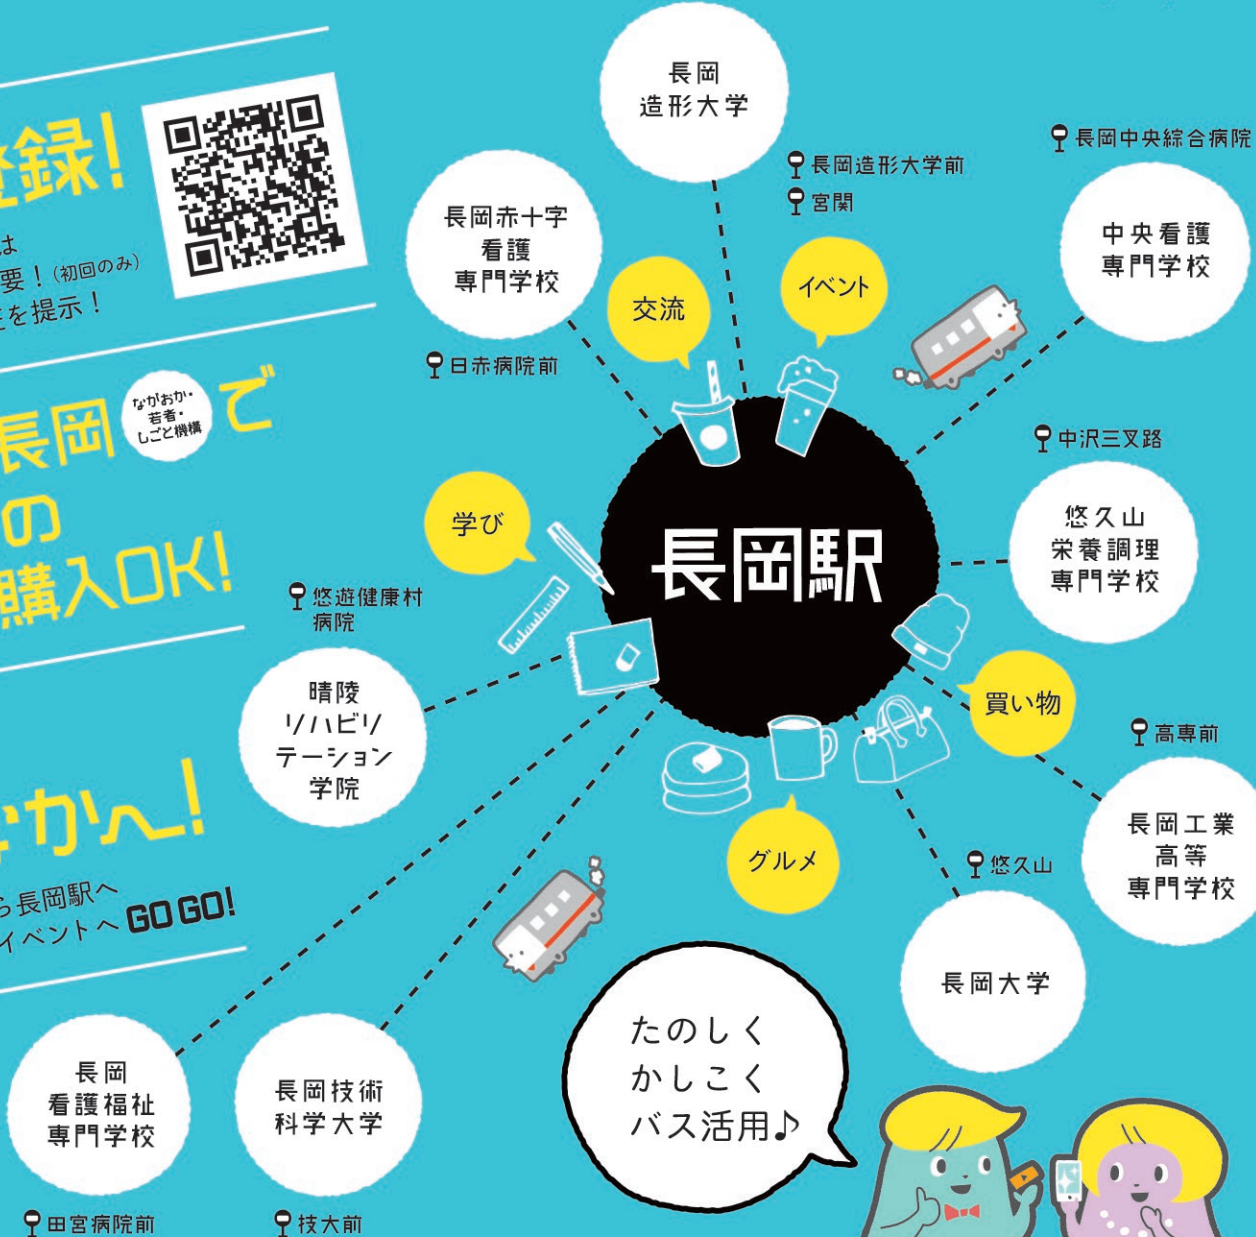 登録!
は
要!(初回のみ)
を提示!
長岡
ながおか・
若者・
しごと機構
で
の
購入OK!
なかへ!
ら長岡駅へ
イベントへGO GO!
長岡
造形大学
長岡造形大学前
宮関
長岡中央綜合病院
中央看護
専門学校
長岡赤十字
看護
専門学校
日赤病院前
交流
イベント
中沢三叉路
悠久山
栄養調理
専門学校
学び
長岡駅
悠遊健康村
病院
晴陵
リハビリ
テーション
学院
買い物
高専前
長岡工業
高等
専門学校
グルメ
悠久山
長岡大学
たのしく
かしこく
バス活用♪
長岡
看護福祉
専門学校
田宮病院前
長岡技術
科学大学
技大前